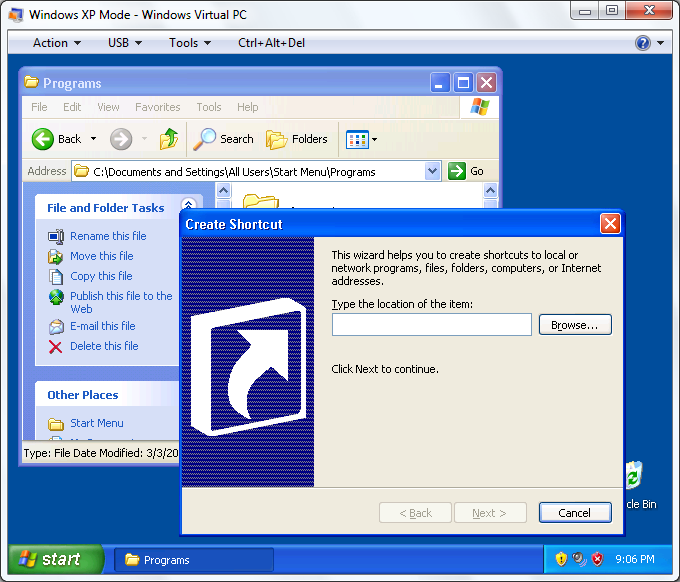 Windows XP Mode - Windows Virtual PC
Action USB Tools Ctrl+Alt+Del
Programs
File Edit View Favorites Tools Help
Back Search Folders
Address C:\Documents and Settings\All Users\Start Menu\Programs Go
File and Folder Tasks
Rename this file
Move this file
Copy this file
Publish this file to the
Web
E-mail this file
Delete this file
Other Places
Start Menu
Type: File Date Modified: 3/3/20
Create Shortcut
This wizard helps you to create shortcuts to local or
network programs, files, folders, computers, or Internet
addresses.
Type the location of the item:
Browse...
Click Next to continue.
< Back Next > Cancel
cle Bin
start Programs 9:06 PM